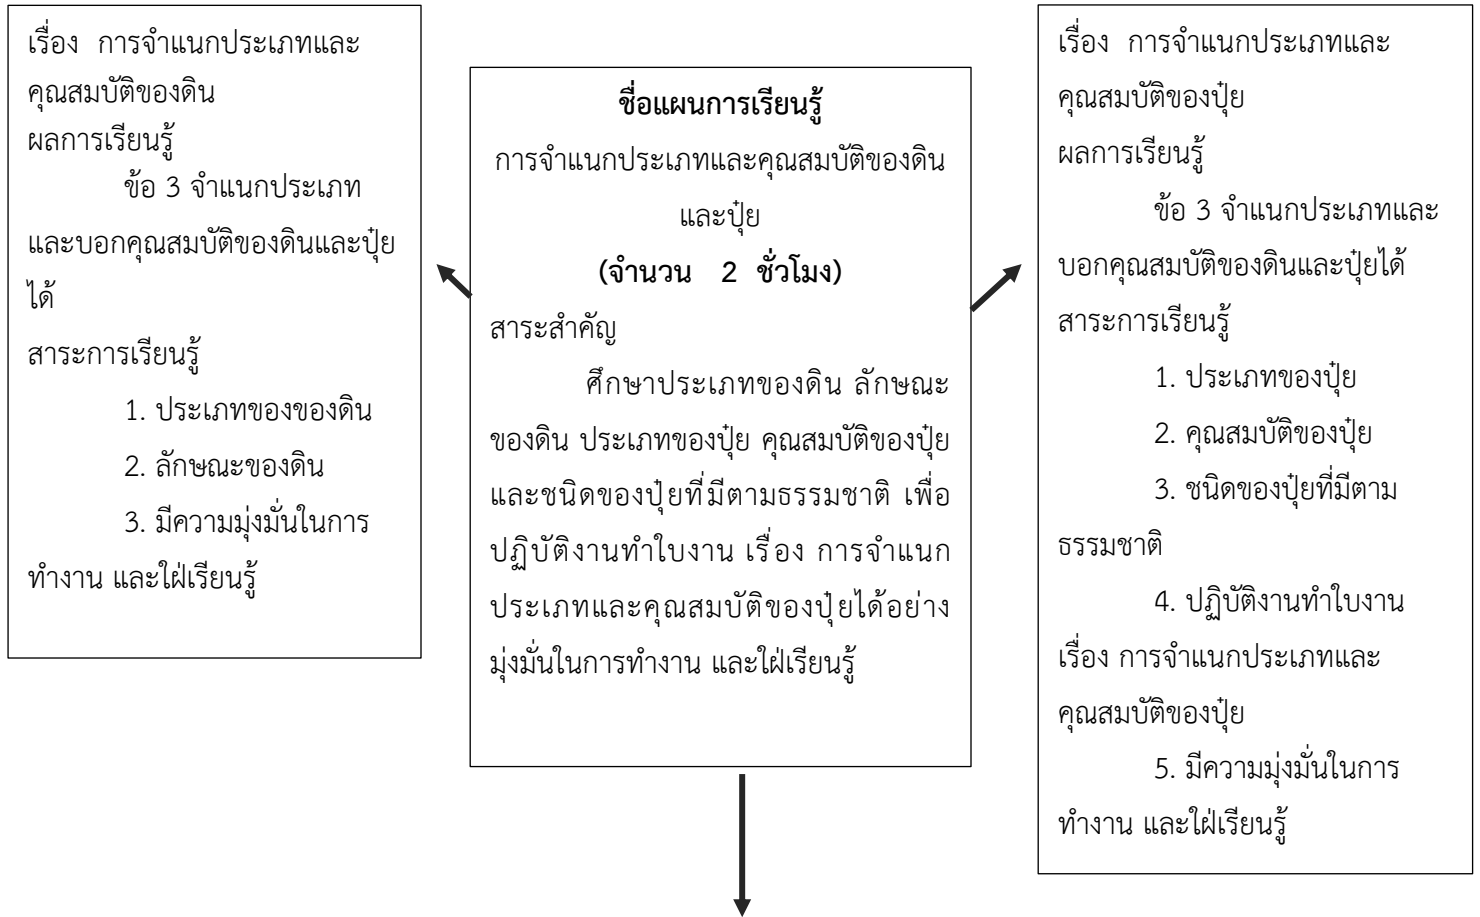 เรื่อง การจำแนกประเภทและ
คุณสมบัติของดิน
ผลการเรียนรู้
ข้อ 3 จำแนกประเภท
และบอกคุณสมบัติของดินและปุ๋ย
ได้
สาระการเรียนรู้
1. ประเภทของของดิน
2. ลักษณะของดิน
3. มีความมุ่งมั่นในการ
ทำงาน และใฝ่เรียนรู้
ชื่อแผนการเรียนรู้
การจำแนกประเภทและคุณสมบัติของดิน
และปุ๋ย
(จำนวน 2 ชั่วโมง)
สาระสำคัญ
ศึกษาประเภทของดิน ลักษณะ
ของดิน ประเภทของปุ๋ย คุณสมบัติของปุ๋ย
และชนิดของปุ๋ยที่มีตามธรรมชาติ เพื่อ
ปฏิบัติงานทำใบงาน เรื่อง การจำแนก
ประเภทและคุณสมบัติของปุ๋ยได้อย่าง
มุ่งมั่นในการทำงาน และใฝ่เรียนรู้
เรื่อง การจำแนกประเภทและ
คุณสมบัติของปุ๋ย
ผลการเรียนรู้
ข้อ 3 จำแนกประเภทและ
บอกคุณสมบัติของดินและปุ๋ยได้
สาระการเรียนรู้
1. ประเภทของปุ๋ย
2. คุณสมบัติของปุ๋ย
3. ชนิดของปุ๋ยที่มีตาม
ธรรมชาติ
4. ปฏิบัติงานทำใบงาน
เรื่อง การจำแนกประเภทและ
คุณสมบัติของปุ๋ย
5. มีความมุ่งมั่นในการ
ทำงาน และใฝ่เรียนรู้